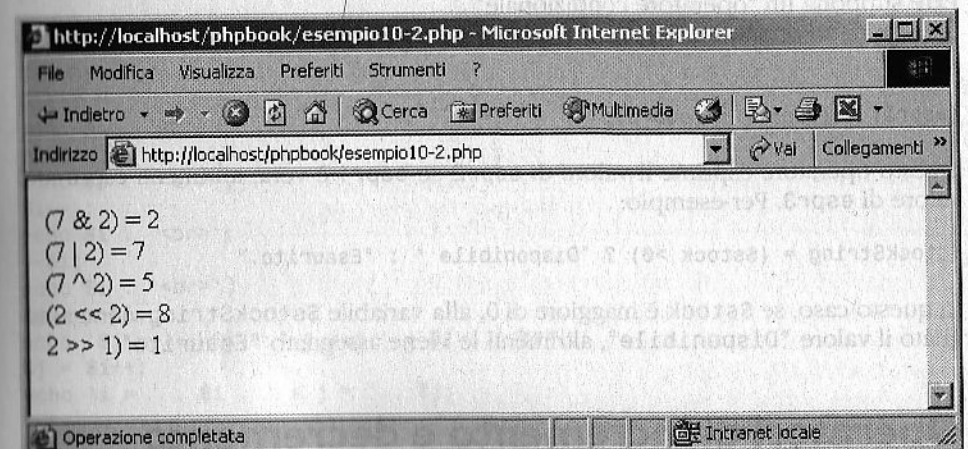 http://localhost/phpbook/esempio10-2.php - Microsoft Internet Explorer
File Modifica Visualizza Preferiti Strumenti ?
Indietro Cerca Preferiti Multimedia
Indirizzo http://localhost/phpbook/esempio10-2.php Vai Collegamenti »
(7 & 2) = 2
(7 | 2) = 7
(7 ^ 2) = 5
(2 << 2) = 8
2 >> 1) = 1
Operazione completata Intranet locale